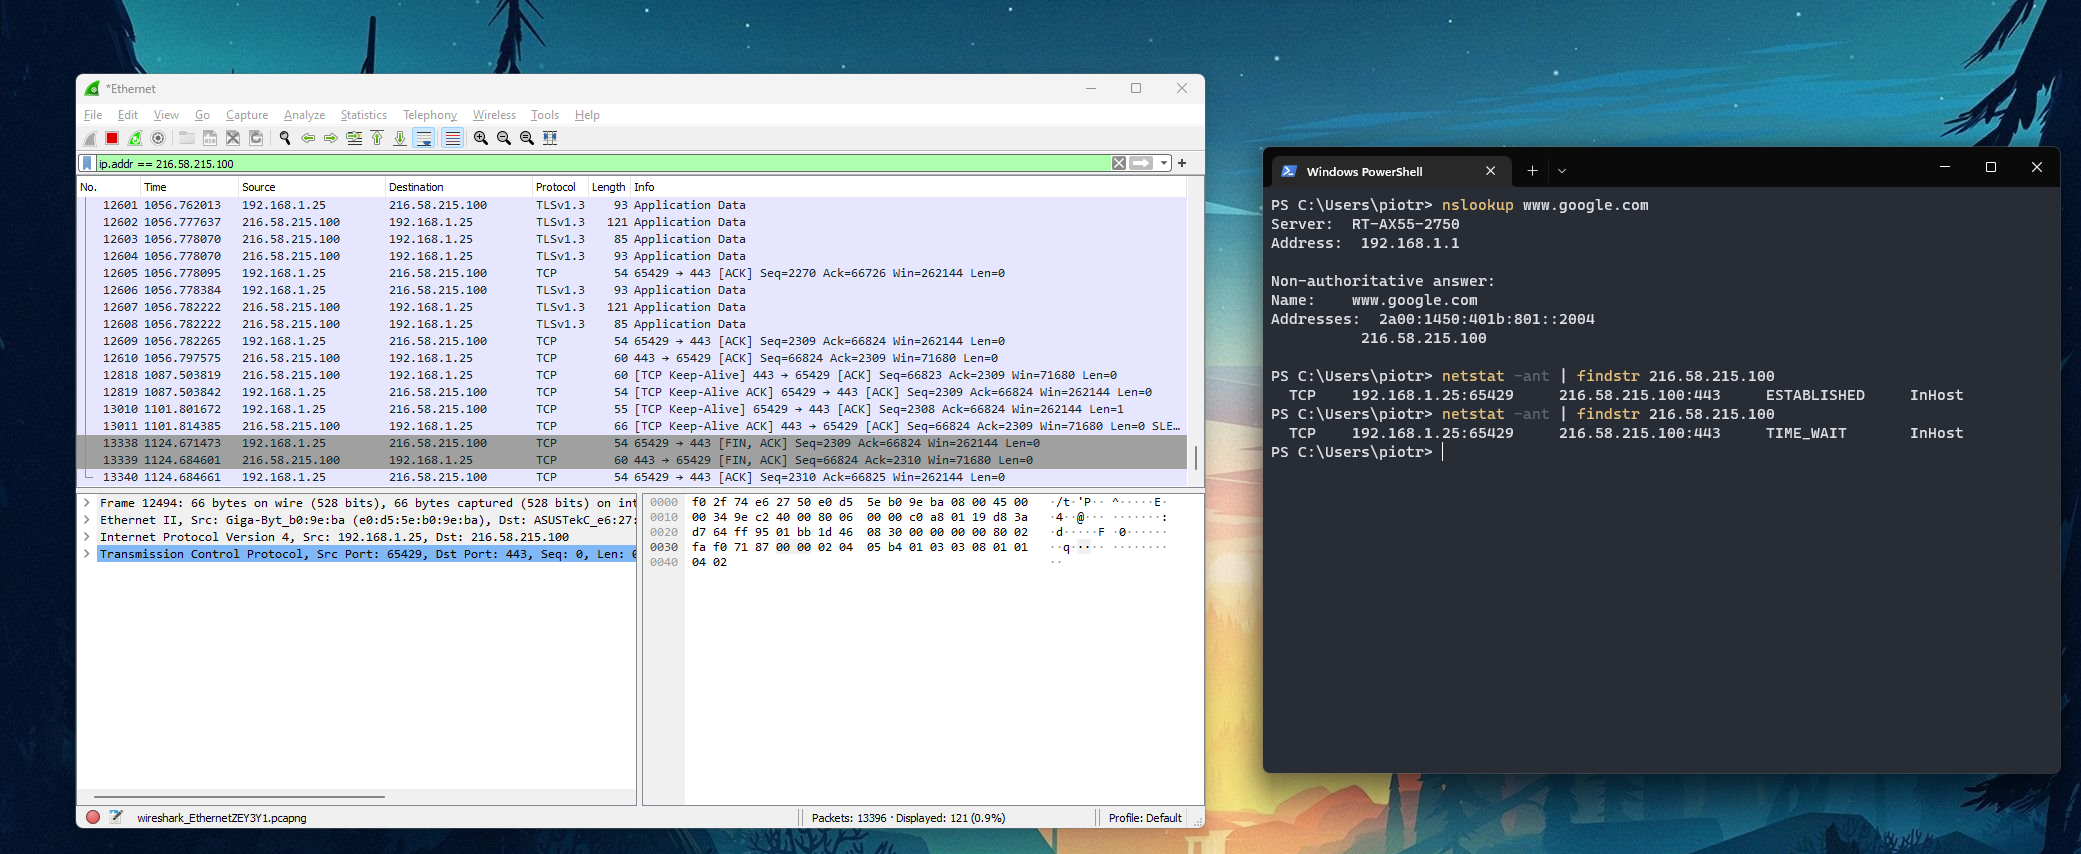 *Ethernet
File Edit View Go Capture Analyze Statistics Telephony Wireless Tools Help
ip.addr == 216.58.215.100
No. Time Source Destination Protocol Length Info
12601 1056.762013 192.168.1.25 216.58.215.100 TLSv1.3 93 Application Data
12602 1056.777637 216.58.215.100 192.168.1.25 TLSv1.3 121 Application Data
12603 1056.778070 216.58.215.100 192.168.1.25 TLSv1.3 85 Application Data
12604 1056.778070 216.58.215.100 192.168.1.25 TLSv1.3 93 Application Data
12605 1056.778095 192.168.1.25 216.58.215.100 TCP 54 65429 → 443 [ACK] Seq=2270 Ack=66726 Win=262144 Len=0
12606 1056.778384 192.168.1.25 216.58.215.100 TLSv1.3 93 Application Data
12607 1056.782222 216.58.215.100 192.168.1.25 TLSv1.3 121 Application Data
12608 1056.782222 216.58.215.100 192.168.1.25 TLSv1.3 85 Application Data
12609 1056.782265 192.168.1.25 216.58.215.100 TCP 54 65429 → 443 [ACK] Seq=2309 Ack=66824 Win=262144 Len=0
12610 1056.797575 216.58.215.100 192.168.1.25 TCP 60 443 → 65429 [ACK] Seq=66824 Ack=2309 Win=71680 Len=0
12818 1087.503819 216.58.215.100 192.168.1.25 TCP 60 [TCP Keep-Alive] 443 → 65429 [ACK] Seq=66823 Ack=2309 Win=71680 Len=0
12819 1087.503842 192.168.1.25 216.58.215.100 TCP 54 [TCP Keep-Alive ACK] 65429 → 443 [ACK] Seq=2309 Ack=66824 Win=262144 Len=0
13010 1101.801672 192.168.1.25 216.58.215.100 TCP 55 [TCP Keep-Alive] 65429 → 443 [ACK] Seq=2308 Ack=66824 Win=262144 Len=1
13011 1101.814385 216.58.215.100 192.168.1.25 TCP 66 [TCP Keep-Alive ACK] 443 → 65429 [ACK] Seq=66824 Ack=2309 Win=71680 Len=0 SLE…
13338 1124.671473 192.168.1.25 216.58.215.100 TCP 54 65429 → 443 [FIN, ACK] Seq=2309 Ack=66824 Win=262144 Len=0
13339 1124.684601 216.58.215.100 192.168.1.25 TCP 60 443 → 65429 [FIN, ACK] Seq=66824 Ack=2310 Win=71680 Len=0
13340 1124.684661 192.168.1.25 216.58.215.100 TCP 54 65429 → 443 [ACK] Seq=2310 Ack=66825 Win=262144 Len=0
Frame 12494: 66 bytes on wire (528 bits), 66 bytes captured (528 bits) on int
Ethernet II, Src: Giga-Byt_b0:9e:ba (e0:d5:5e:b0:9e:ba), Dst: ASUSTekC_e6:27:
Internet Protocol Version 4, Src: 192.168.1.25, Dst: 216.58.215.100
Transmission Control Protocol, Src Port: 65429, Dst Port: 443, Seq: 0, Len: 0
0000 f0 2f 74 e6 27 50 e0 d5 5e b0 9e ba 08 00 45 00 ·/t·'P·· ^·····E·
0010 00 34 9e c2 40 00 80 06 00 00 c0 a8 01 19 d8 3a ·4··@··· ·······:
0020 d7 64 ff 95 01 bb 1d 46 08 30 00 00 00 00 80 02 ·d·····F ·0······
0030 fa f0 71 87 00 00 02 04 05 b4 01 03 03 08 01 01 ··q····· ········
0040 04 02 ··
wireshark_EthernetZEY3Y1.pcapng
Packets: 13396 · Displayed: 121 (0.9%)
Profile: Default
Windows PowerShell
PS C:\Users\piotr> nslookup www.google.com
Server: RT-AX55-2750
Address: 192.168.1.1
Non-authoritative answer:
Name: www.google.com
Addresses: 2a00:1450:401b:801::2004
216.58.215.100
PS C:\Users\piotr> netstat -ant | findstr 216.58.215.100
TCP 192.168.1.25:65429 216.58.215.100:443 ESTABLISHED InHost
PS C:\Users\piotr> netstat -ant | findstr 216.58.215.100
TCP 192.168.1.25:65429 216.58.215.100:443 TIME_WAIT InHost
PS C:\Users\piotr>